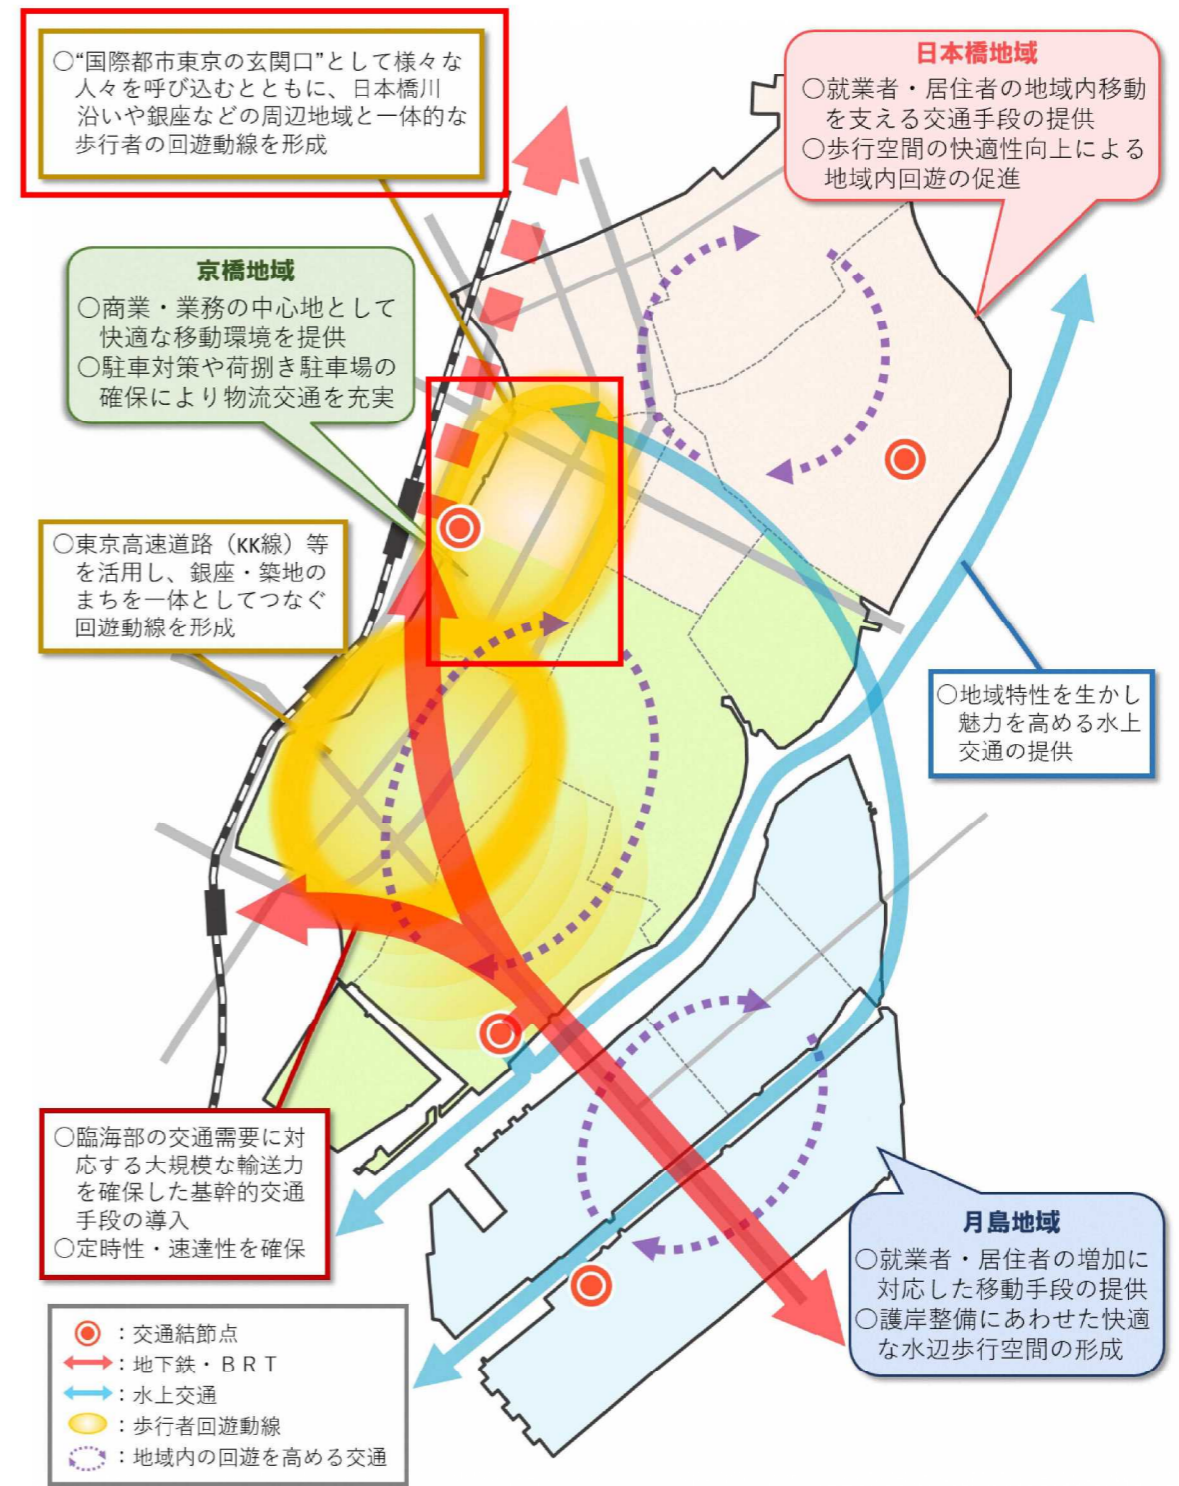 ○“国際都市東京の玄関口”として様々な
人々を呼び込むとともに、日本橋川
沿いや銀座などの周辺地域と一体的な
歩行者の回遊動線を形成
日本橋地域
○就業者・居住者の地域内移動
を支える交通手段の提供
○歩行空間の快適性向上による
地域内回遊の促進
京橋地域
○商業・業務の中心地として
快適な移動環境を提供
○駐車対策や荷捌き駐車場の
確保により物流交通を充実
○東京高速道路（KK線）等
を活用し、銀座・築地の
まちを一体としてつなぐ
回遊動線を形成
○地域特性を生かし
魅力を高める水上
交通の提供
○臨海部の交通需要に対
応する大規模な輸送力
を確保した基幹的交通
手段の導入
○定時性・速達性を確保
月島地域
○就業者・居住者の増加に
対応した移動手段の提供
○護岸整備にあわせた快適
な水辺歩行空間の形成
：交通結節点
：地下鉄・ＢＲＴ
：水上交通
：歩行者回遊動線
：地域内の回遊を高める交通